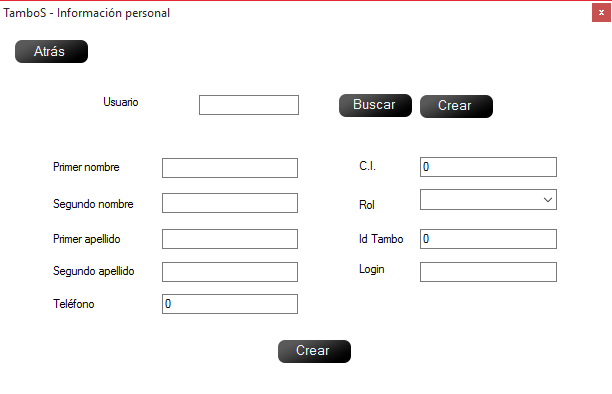 TamboS - Información personal x
Atrás
Usuario Buscar Crear
Primer nombre C.I. 0
Segundo nombre Rol
Primer apellido Id Tambo 0
Segundo apellido Login
Teléfono 0
Crear